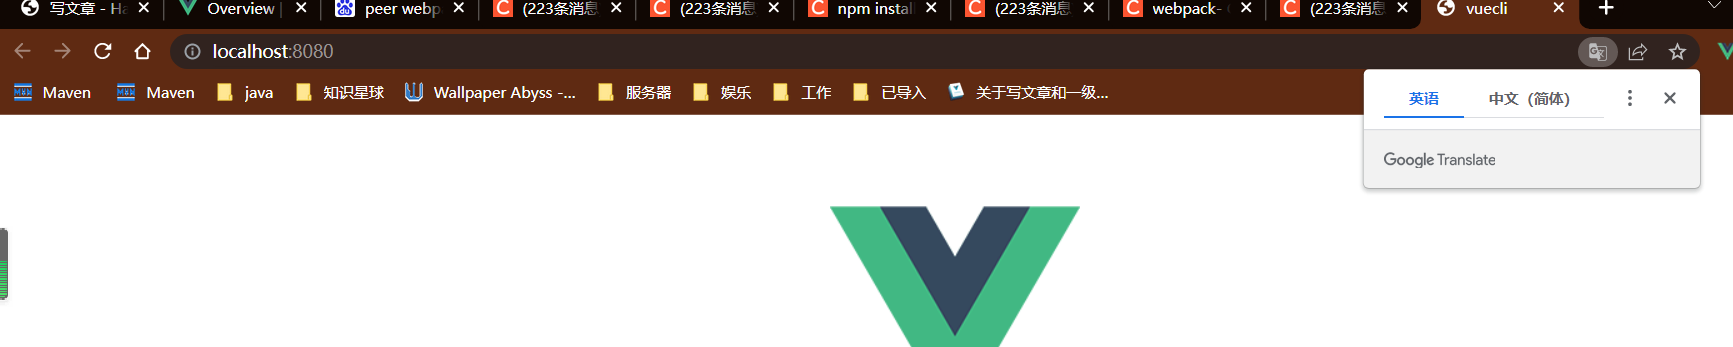 写文章 - Ha
Overview |
peer webp
(223条消息
(223条消息
npm instal
(223条消息
webpack-
(223条消息
vuecli
localhost:8080
Maven
Maven
java
知识星球
Wallpaper Abyss -...
服务器
娱乐
工作
已导入
关于写文章和一级...
英语
中文（简体）
Google Translate